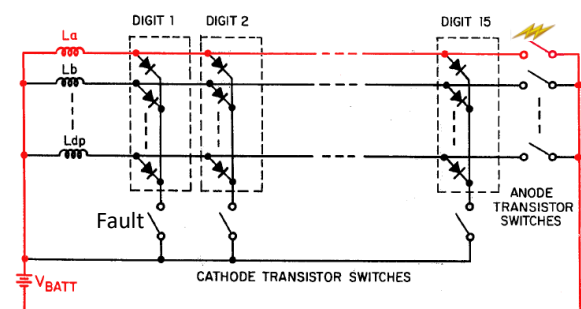 DIGIT 1
DIGIT 2
DIGIT 15
La
Lb
Ldp
ANODE
TRANSISTOR
SWITCHES
Fault
CATHODE TRANSISTOR SWITCHES
VBATT